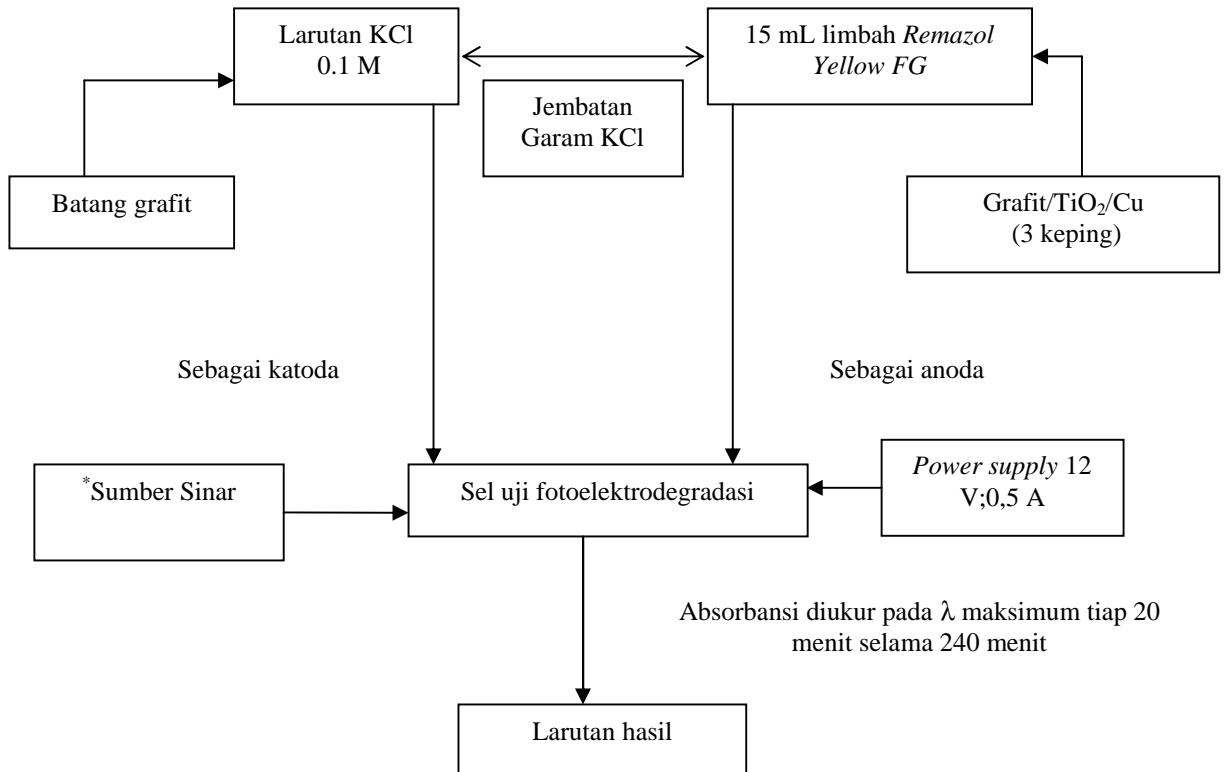 Larutan KCl
0.1 M
15 mL limbah Remazol
Yellow FG
Jembatan
Garam KCl
Batang grafit
Grafit/TiO₂/Cu
(3 keping)
Sebagai katoda
Sebagai anoda
*Sumber Sinar
Sel uji fotoelektrodegradasi
Power supply 12
V;0,5 A
Absorbansi diukur pada λ maksimum tiap 20
menit selama 240 menit
Larutan hasil